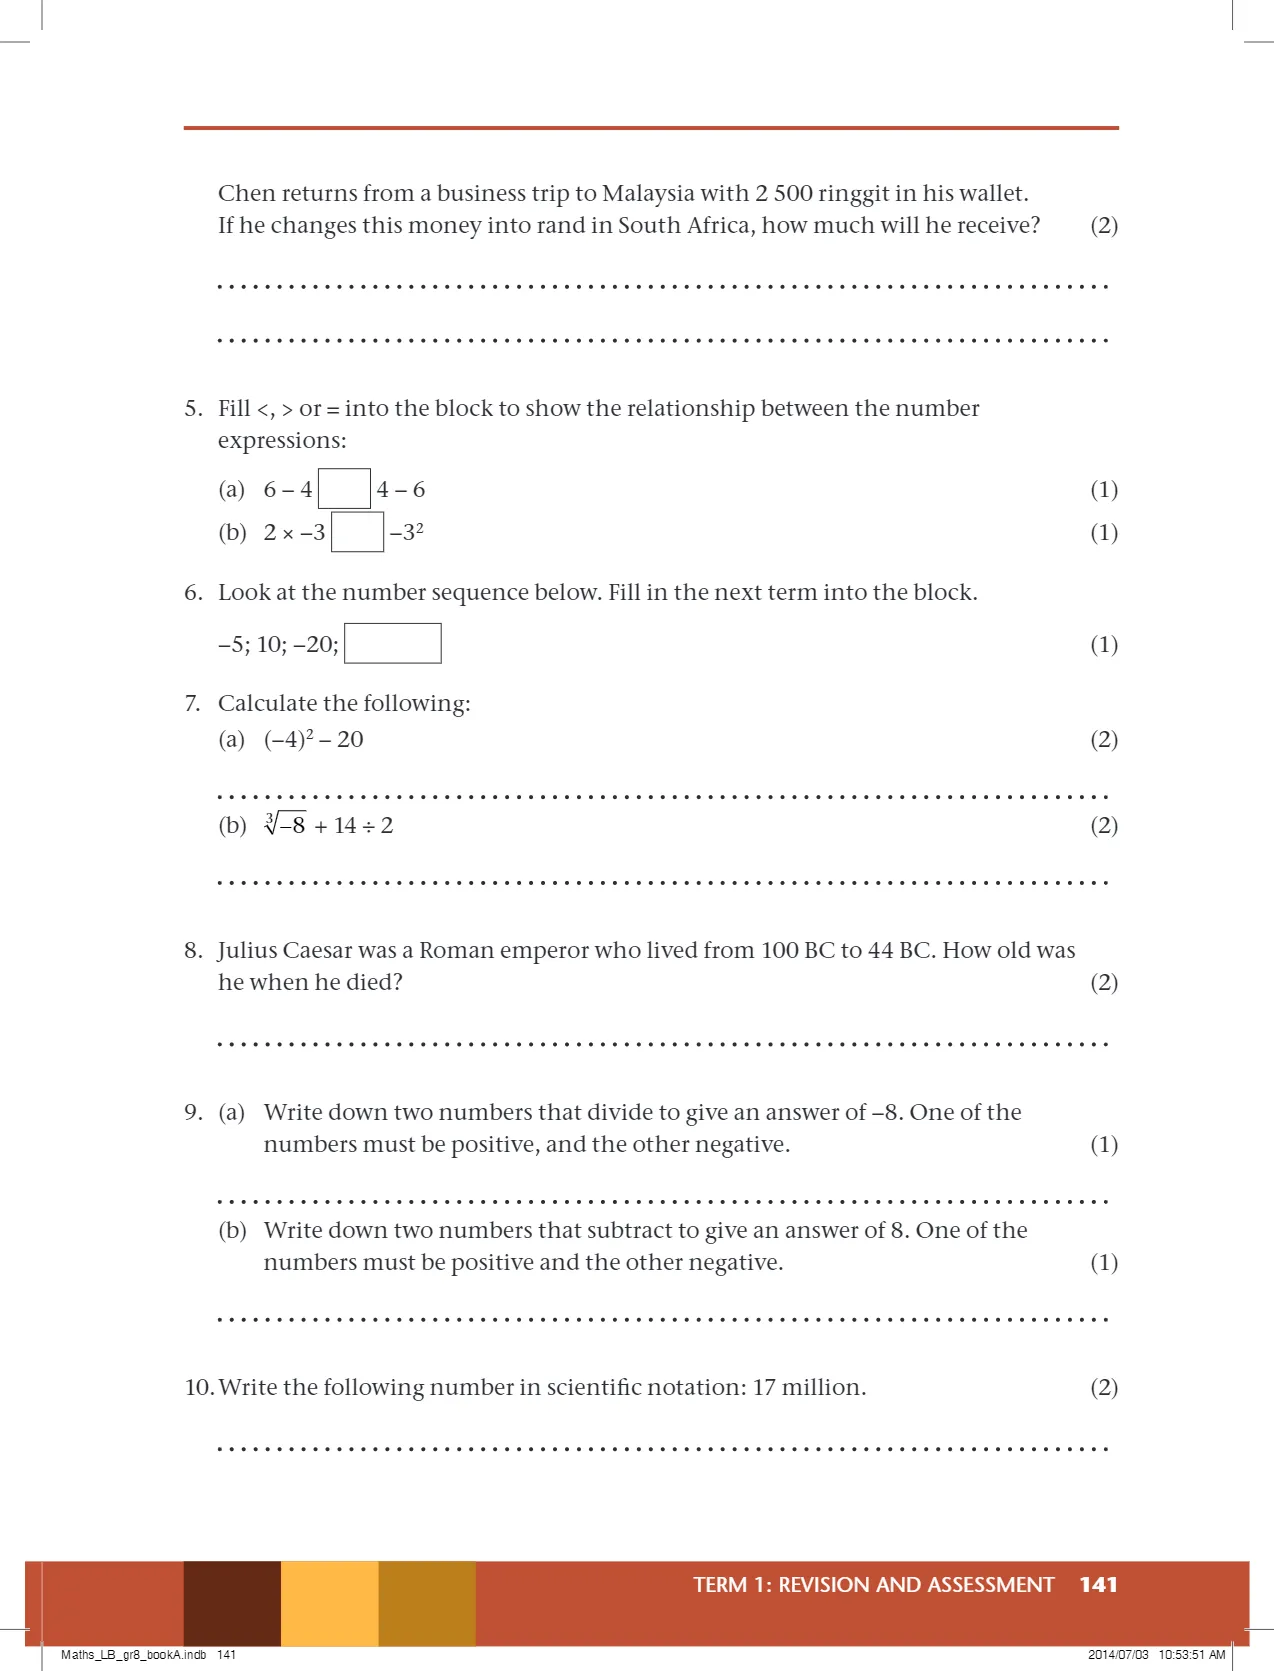 Chen returns from a business trip to Malaysia with 2 500 ringgit in his wallet.
If he changes this money into rand in South Africa, how much will he receive? (2)
5. Fill <, > or = into the block to show the relationship between the number
expressions:
(a) 6 – 4 4 – 6 (1)
(b) 2 × –3 –3² (1)
6. Look at the number sequence below. Fill in the next term into the block.
–5; 10; –20; (1)
7. Calculate the following:
(a) (–4)² – 20 (2)
(b) ∛–8 + 14 ÷ 2 (2)
8. Julius Caesar was a Roman emperor who lived from 100 BC to 44 BC. How old was
he when he died? (2)
9. (a) Write down two numbers that divide to give an answer of –8. One of the
numbers must be positive, and the other negative. (1)
(b) Write down two numbers that subtract to give an answer of 8. One of the
numbers must be positive and the other negative. (1)
10. Write the following number in scientific notation: 17 million. (2)
TERM 1: REVISION AND ASSESSMENT 141
Maths_LB_gr8_bookA.indb 141 2014/07/03 10:53:51 AM